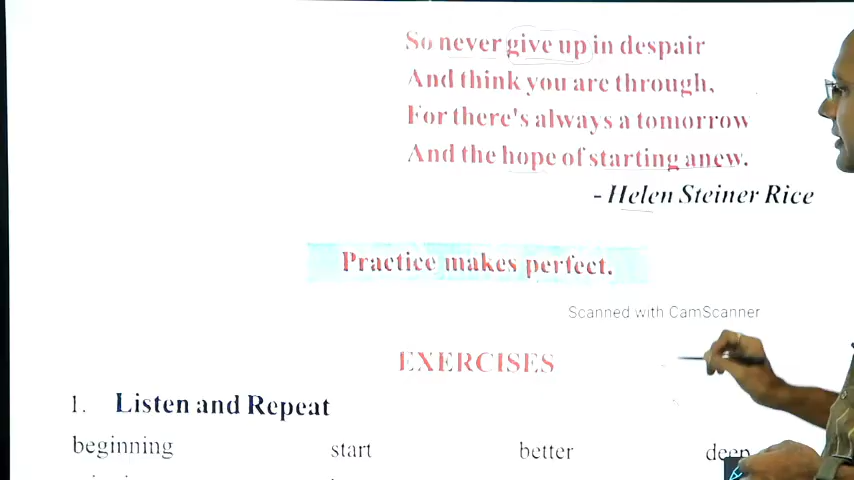 So never give up in despair
And think you are through,
For there's always a tomorrow
And the hope of starting anew.
- Helen Steiner Rice
Practice makes perfect.
Scanned with CamScanner
EXERCISES
1. Listen and Repeat
beginning start better deep